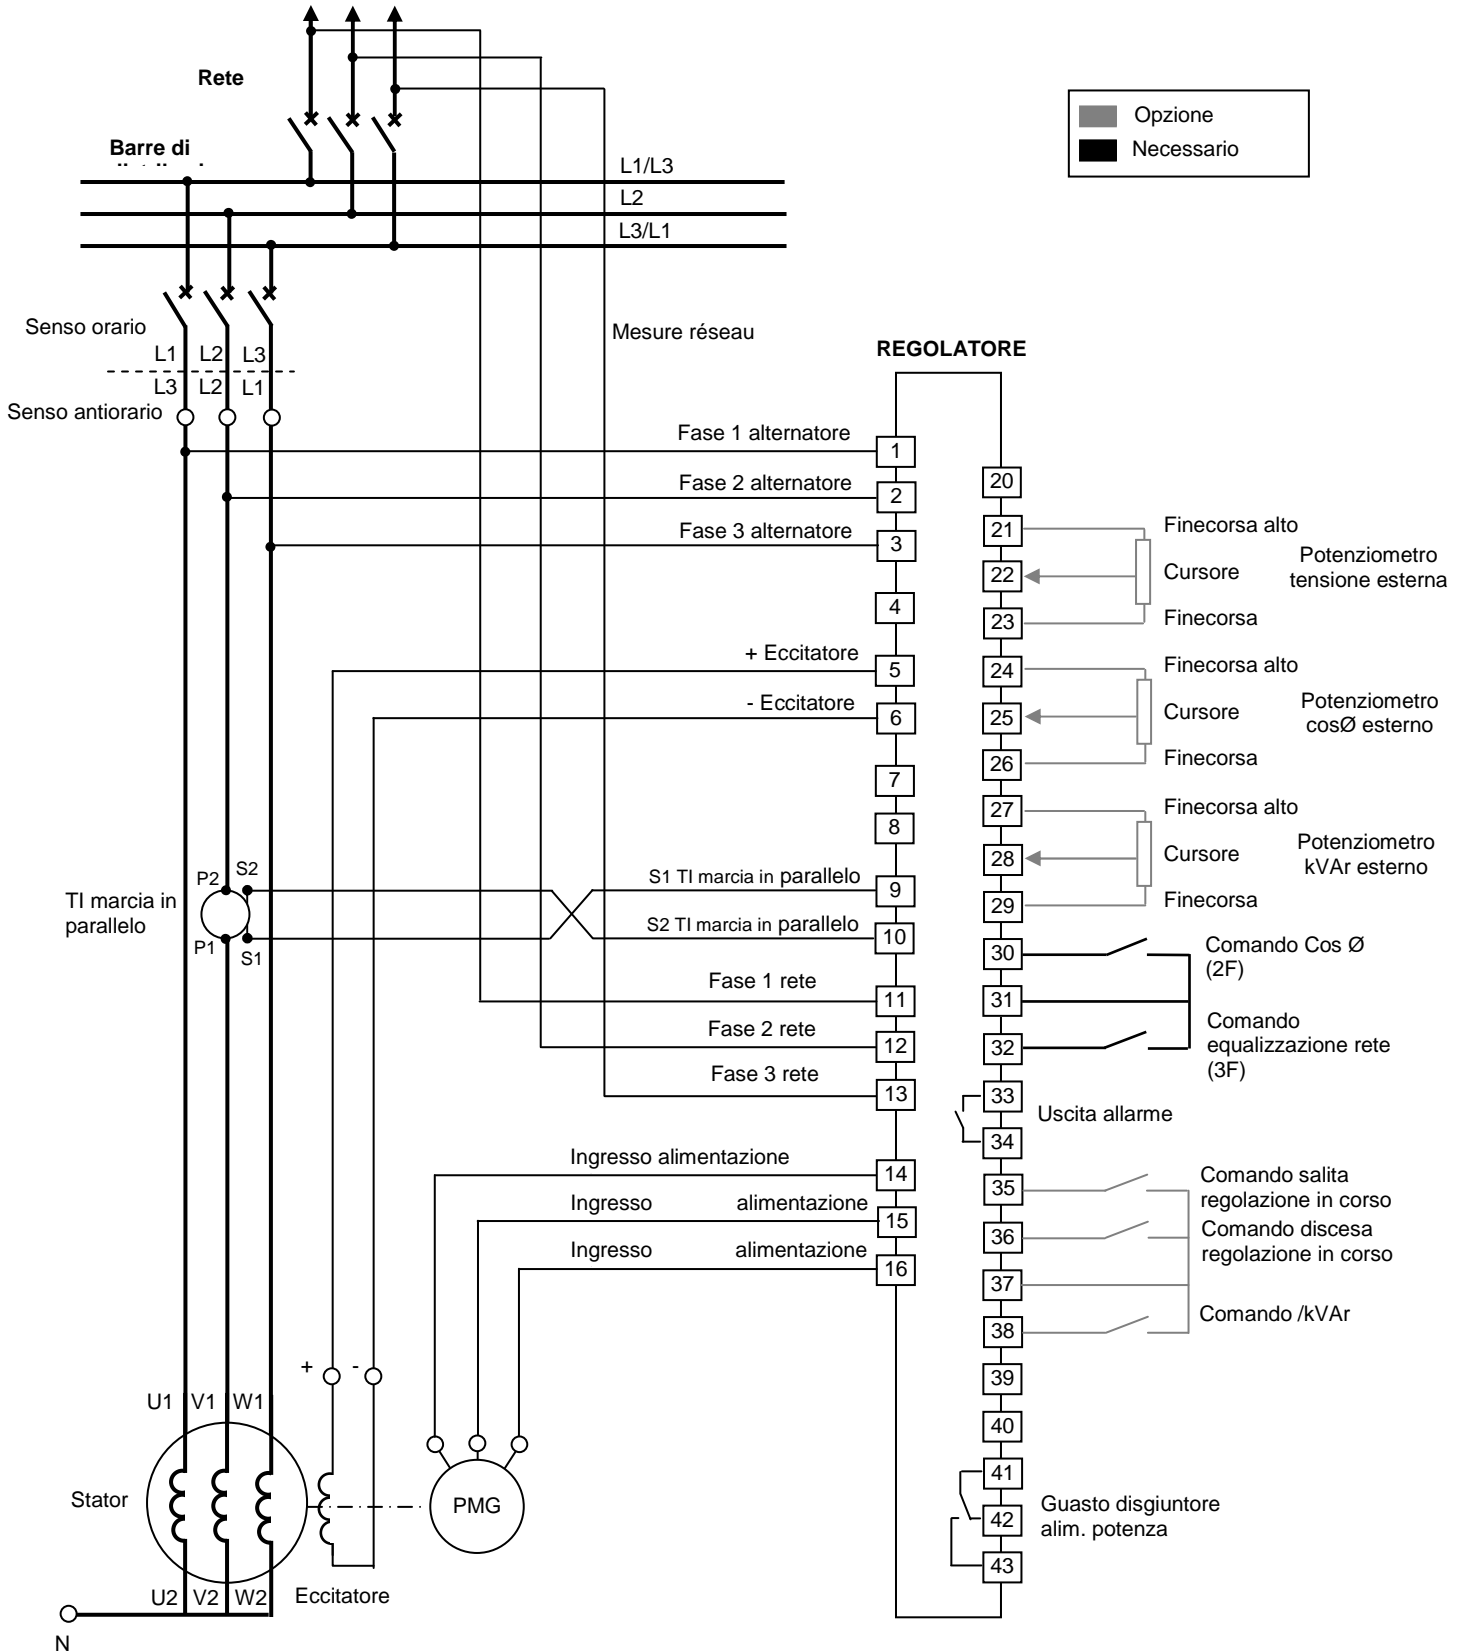 Rete
Opzione
Necessario
Barre di
L1/L3
L2
L3/L1
Senso orario
L1 L2 L3
L3 L2 L1
Senso antiorario
Mesure réseau
REGOLATORE
Fase 1 alternatore
1
Fase 2 alternatore
2
Fase 3 alternatore
3
4
+ Eccitatore
5
- Eccitatore
6
7
8
TI marcia in
parallelo
P2 S2
P1 S1
S1 TI marcia in parallelo
9
S2 TI marcia in parallelo
10
Fase 1 rete
11
Fase 2 rete
12
Fase 3 rete
13
Ingresso alimentazione
14
Ingresso alimentazione
15
Ingresso alimentazione
16
20
21
Finecorsa alto
22
Cursore
Potenziometro
tensione esterna
23
Finecorsa
24
Finecorsa alto
25
Cursore
Potenziometro
cosØ esterno
26
Finecorsa
27
Finecorsa alto
28
Cursore
Potenziometro
kVAr esterno
29
Finecorsa
30
Comando Cos Ø
(2F)
31
32
Comando
equalizzazione rete
(3F)
33
Uscita allarme
34
35
Comando salita
regolazione in corso
36
Comando discesa
regolazione in corso
37
38
Comando /kVAr
39
40
41
42
Guasto disgiuntore
alim. potenza
43
+ -
U1 V1 W1
Stator
PMG
U2 V2 W2
Eccitatore
N